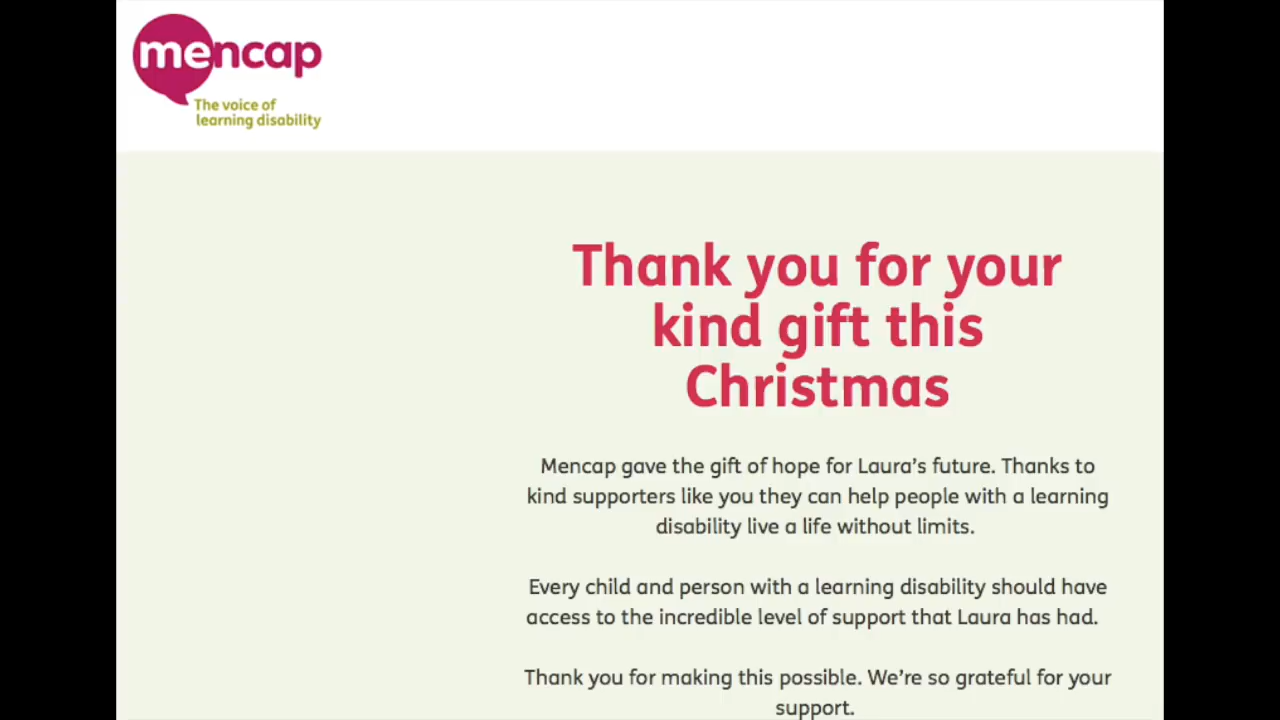 mencap
The voice of
learning disability
Thank you for your
kind gift this
Christmas
Mencap gave the gift of hope for Laura’s future. Thanks to
kind supporters like you they can help people with a learning
disability live a life without limits.
Every child and person with a learning disability should have
access to the incredible level of support that Laura has had.
Thank you for making this possible. We’re so grateful for your
support.